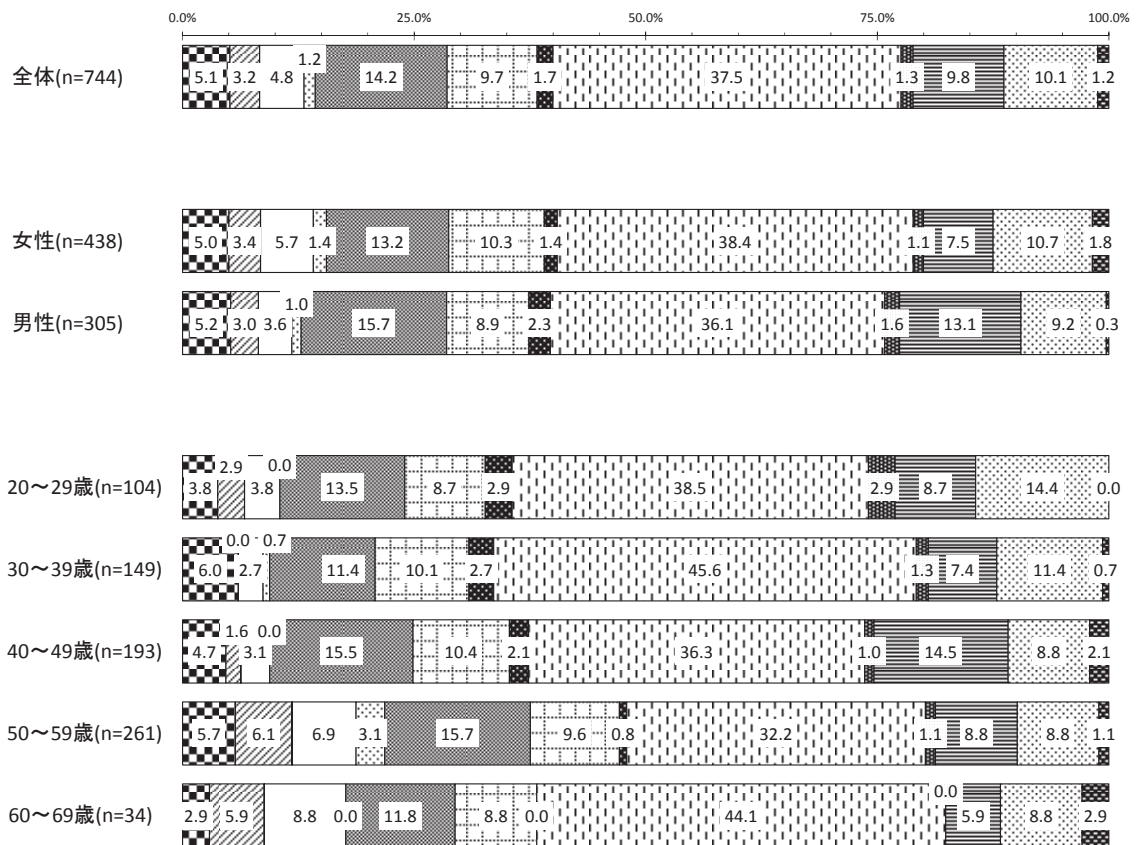 0.0% 25.0% 50.0% 75.0% 100.0%
全体(n=744) 5.1 3.2 4.8 1.2 14.2 9.7 1.7 37.5 1.3 9.8 10.1 1.2
女性(n=438) 5.0 3.4 5.7 1.4 13.2 10.3 1.4 38.4 1.1 7.5 10.7 1.8
男性(n=305) 5.2 3.0 3.6 1.0 15.7 8.9 2.3 36.1 1.6 13.1 9.2 0.3
20～29歳(n=104) 3.8 2.9 3.8 0.0 13.5 8.7 2.9 38.5 2.9 8.7 14.4 0.0
30～39歳(n=149) 6.0 0.0 2.7 0.7 11.4 10.1 2.7 45.6 1.3 7.4 11.4 0.7
40～49歳(n=193) 4.7 1.6 3.1 0.0 15.5 10.4 2.1 36.3 1.0 14.5 8.8 2.1
50～59歳(n=261) 5.7 6.1 6.9 3.1 15.7 9.6 0.8 32.2 1.1 8.8 8.8 1.1
60～69歳(n=34) 2.9 5.9 8.8 0.0 11.8 8.8 0.0 44.1 0.0 5.9 8.8 2.9